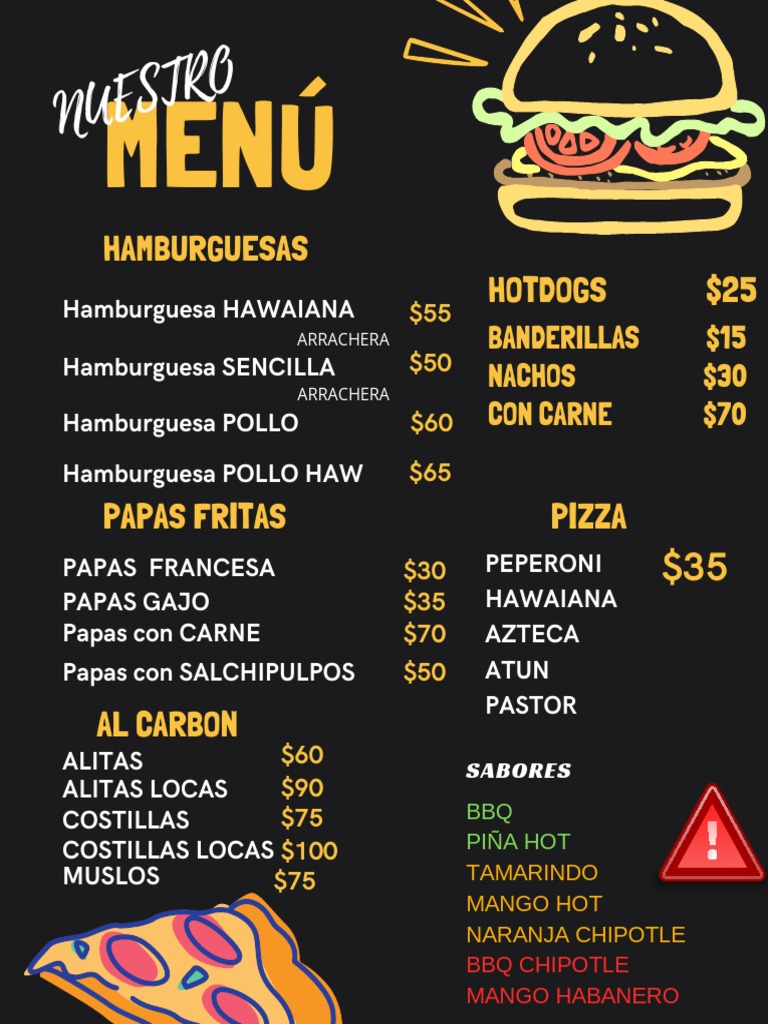 NUESTRO
MENÚ
HAMBURGUESAS
Hamburguesa HAWAIANA $55
ARRACHERA
Hamburguesa SENCILLA $50
ARRACHERA
Hamburguesa POLLO $60
Hamburguesa POLLO HAW $65
HOTDOGS $25
BANDERILLAS $15
NACHOS $30
CON CARNE $70
PAPAS FRITAS
PAPAS FRANCESA $30
PAPAS GAJO $35
Papas con CARNE $70
Papas con SALCHIPULPOS $50
PIZZA
PEPERONI $35
HAWAIANA
AZTECA
ATUN
PASTOR
AL CARBON
ALITAS $60
ALITAS LOCAS $90
COSTILLAS $75
COSTILLAS LOCAS $100
MUSLOS $75
SABORES
BBQ
PIÑA HOT
TAMARINDO
MANGO HOT
NARANJA CHIPOTLE
BBQ CHIPOTLE
MANGO HABANERO
!